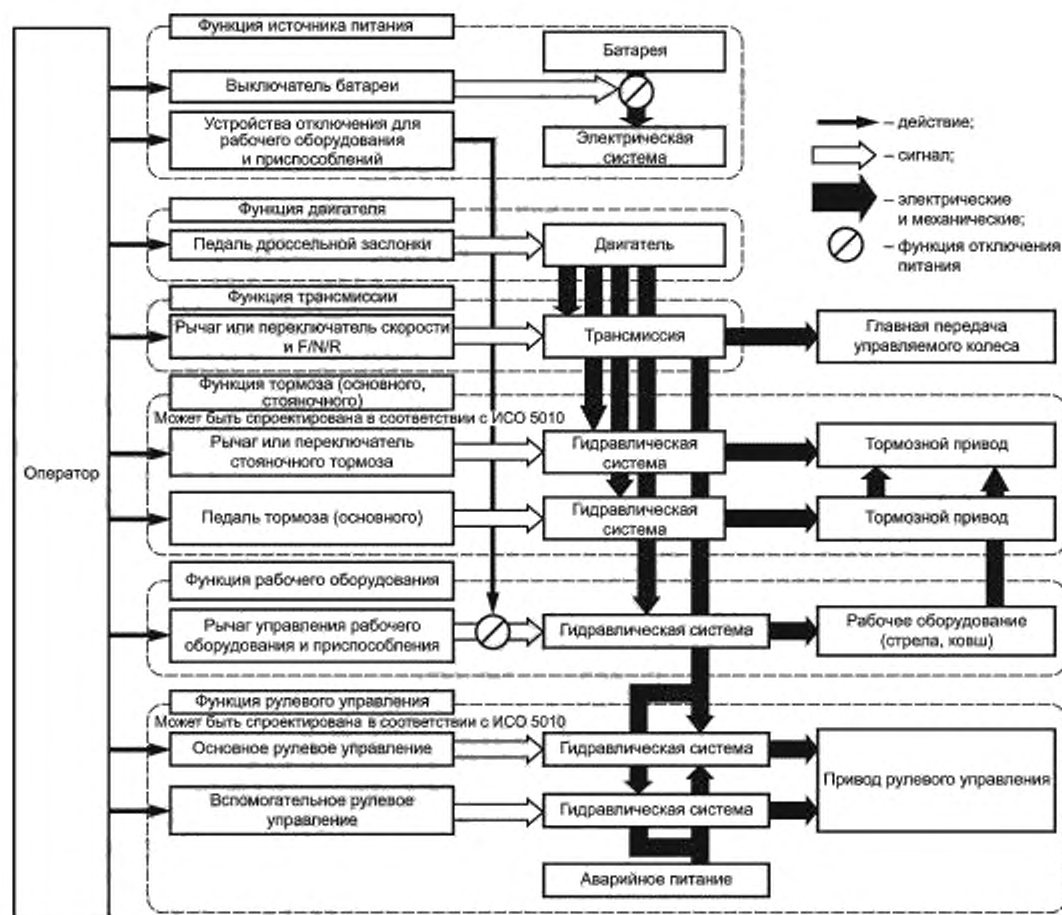 Оператор
Функция источника питания
Батарея
Выключатель батареи
Устройства отключения для
рабочего оборудования
и приспособлений
Электрическая
система
– действие;
– сигнал;
– электрические
и механические;
– функция отключения
питания
Функция двигателя
Педаль дроссельной заслонки
Двигатель
Функция трансмиссии
Рычаг или переключатель скорости
и F/N/R
Трансмиссия
Главная передача
управляемого колеса
Функция тормоза (основного,
стояночного)
Может быть спроектирована в соответствии с ИСО 5010
Рычаг или переключатель
стояночного тормоза
Гидравлическая
система
Тормозной привод
Педаль тормоза (основного)
Гидравлическая
система
Тормозной привод
Функция рабочего оборудования
Рычаг управления рабочего
оборудования и приспособления
Гидравлическая система
Рабочее оборудование
(стрела, ковш)
Функция рулевого управления
Может быть спроектирована в соответствии с ИСО 5010
Основное рулевое управление
Гидравлическая система
Привод рулевого управления
Вспомогательное рулевое
управление
Гидравлическая система
Аварийное питание